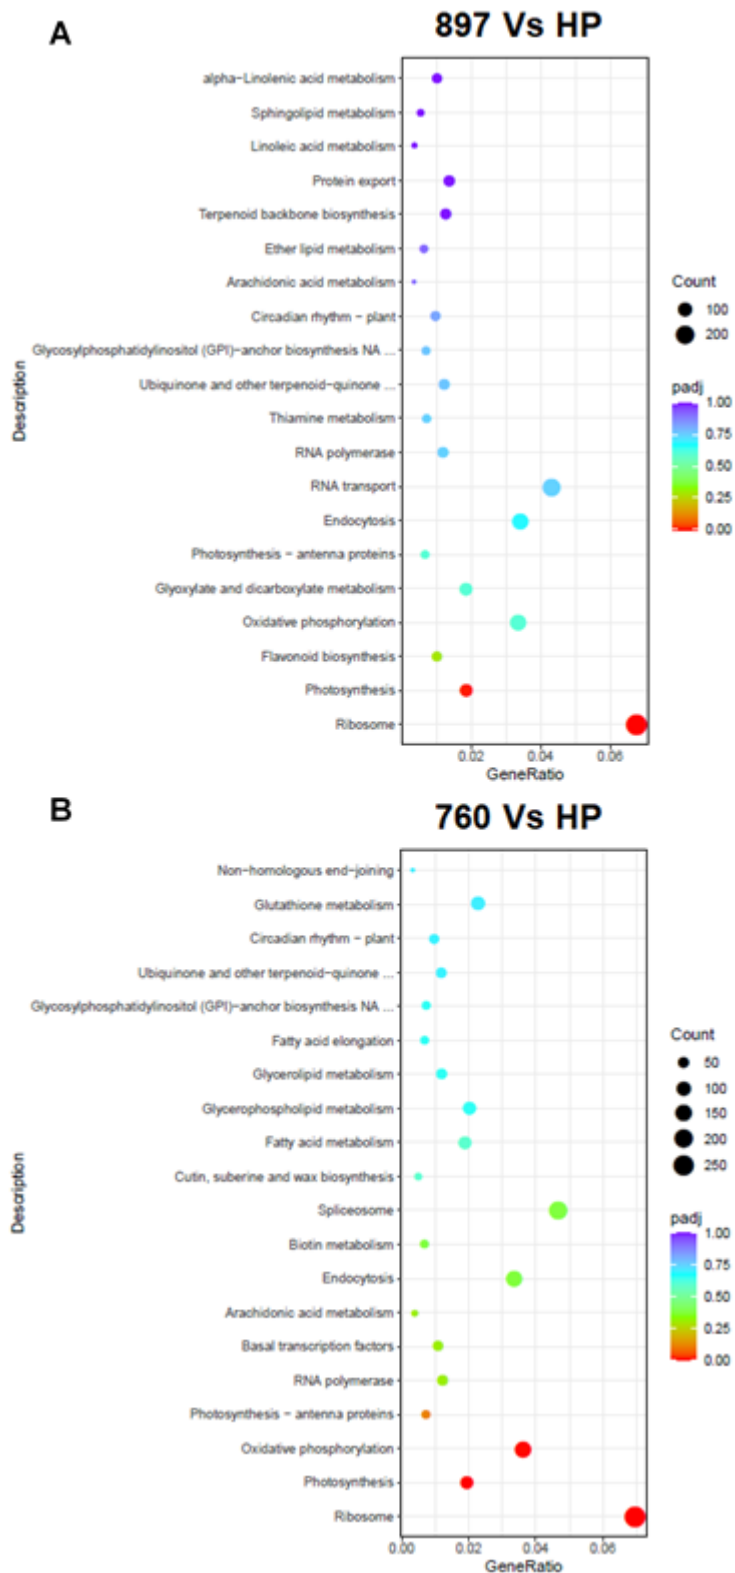 A
897 Vs HP
alpha-Linolenic acid metabolism
Sphingolipid metabolism
Linoleic acid metabolism
Protein export
Terpenoid backbone biosynthesis
Ether lipid metabolism
Arachidonic acid metabolism
Circadian rhythm - plant
Glycosylphosphatidylinositol (GPI)-anchor biosynthesis NA ...
Ubiquinone and other terpenoid-quinone ...
Thiamine metabolism
RNA polymerase
RNA transport
Endocytosis
Photosynthesis - antenna proteins
Glyoxylate and dicarboxylate metabolism
Oxidative phosphorylation
Flavonoid biosynthesis
Photosynthesis
Ribosome
Description
0.02 0.04 0.06
GeneRatio
Count
100
200
padj
1.00
0.75
0.50
0.25
0.00
B
760 Vs HP
Non-homologous end-joining
Glutathione metabolism
Circadian rhythm - plant
Ubiquinone and other terpenoid-quinone ...
Glycosylphosphatidylinositol (GPI)-anchor biosynthesis NA ...
Fatty acid elongation
Glycerolipid metabolism
Glycerophospholipid metabolism
Fatty acid metabolism
Cutin, suberine and wax biosynthesis
Spliceosome
Biotin metabolism
Endocytosis
Arachidonic acid metabolism
Basal transcription factors
RNA polymerase
Photosynthesis - antenna proteins
Oxidative phosphorylation
Photosynthesis
Ribosome
Description
0.00 0.02 0.04 0.06
GeneRatio
Count
50
100
150
200
250
padj
1.00
0.75
0.50
0.25
0.00